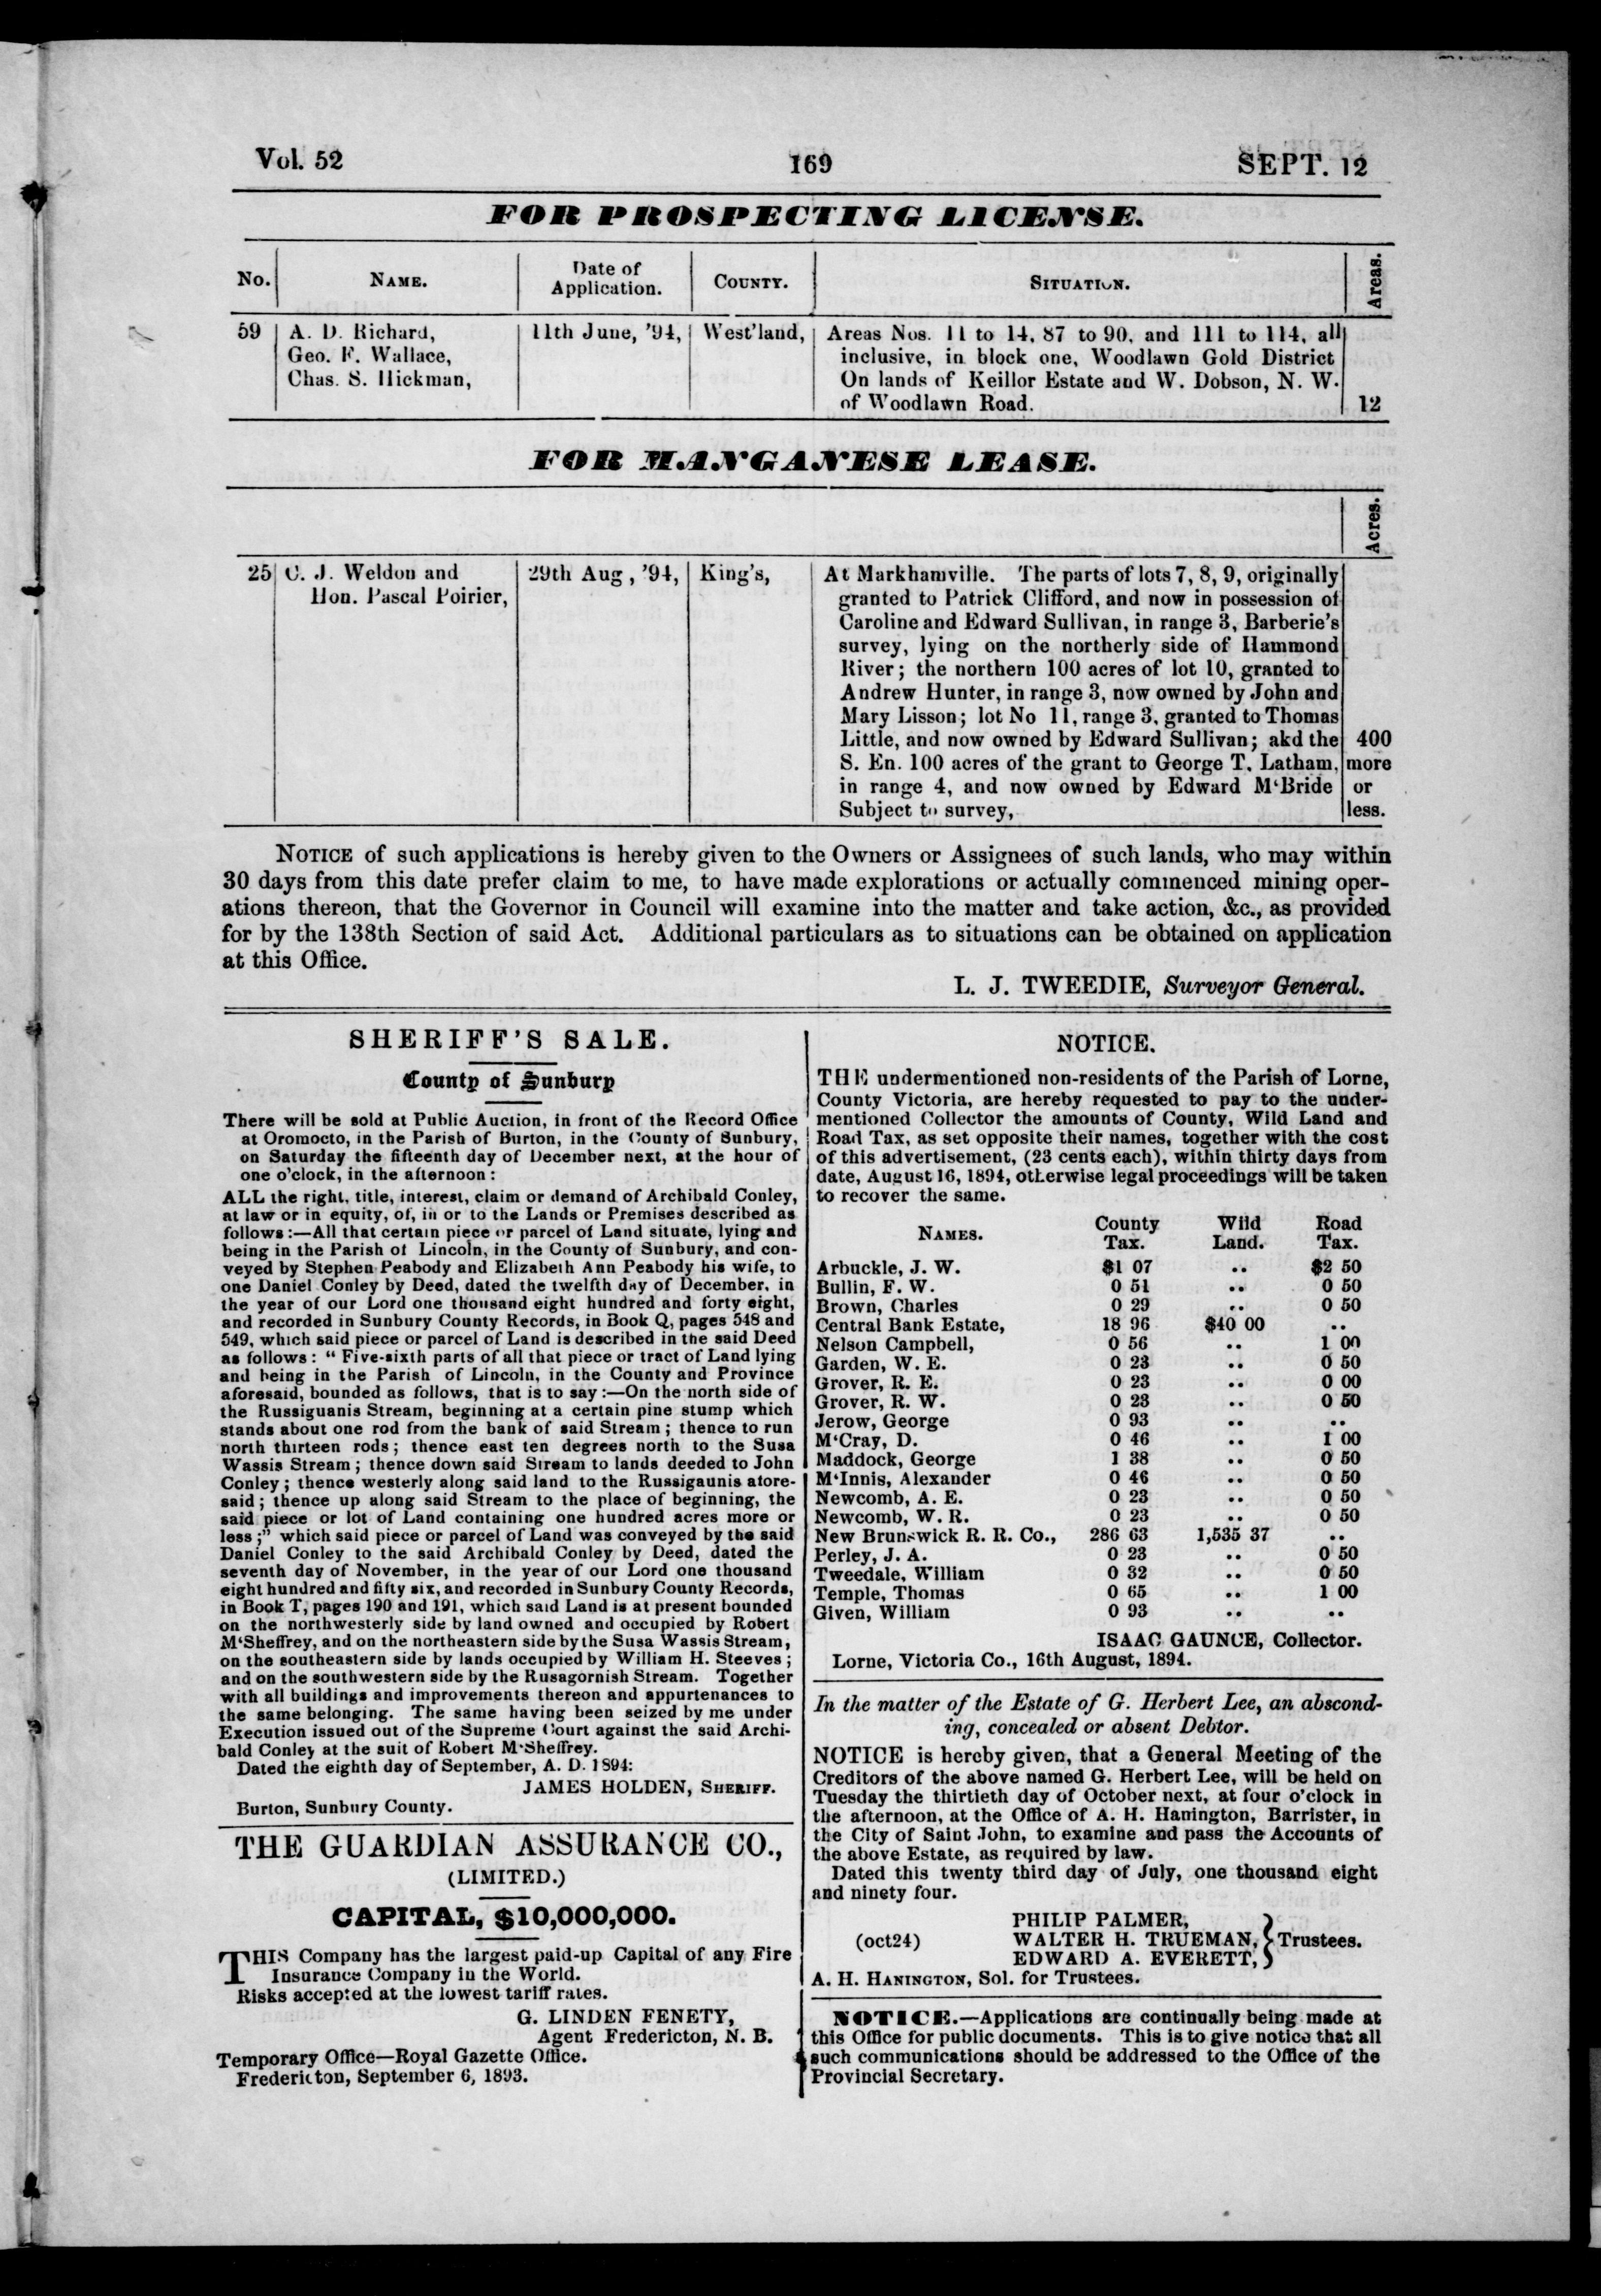 Vol. 52 169 SEPT. 12
FOR PROSPECTING LICENSE.
No. NAME. Date of Application. COUNTY. SITUATION. Areas.
59 A. D. Richard, 11th June, '94, West'land, Areas Nos. 11 to 14, 87 to 90, and 111 to 114, all
Geo. F. Wallace, inclusive, in block one, Woodlawn Gold District
Chas. S. Hickman, On lands of Keillor Estate and W. Dobson, N. W.
of Woodlawn Road. 12
FOR MANGANESE LEASE.
Acres.
25 C. J. Weldon and 29th Aug, '94, King's, At Markhamville. The parts of lots 7, 8, 9, originally
Hon. Pascal Poirier, granted to Patrick Clifford, and now in possession of
Caroline and Edward Sullivan, in range 3, Barberie's
survey, lying on the northerly side of Hammond
River; the northern 100 acres of lot 10, granted to
Andrew Hunter, in range 3, now owned by John and
Mary Lisson; lot No 11, range 3, granted to Thomas
Little, and now owned by Edward Sullivan; akd the 400
S. En. 100 acres of the grant to George T. Latham, more
in range 4, and now owned by Edward M'Bride or
Subject to survey, less.
NOTICE of such applications is hereby given to the Owners or Assignees of such lands, who may within
30 days from this date prefer claim to me, to have made explorations or actually commenced mining oper-
ations thereon, that the Governor in Council will examine into the matter and take action, &c., as provided
for by the 138th Section of said Act. Additional particulars as to situations can be obtained on application
at this Office.
L. J. TWEEDIE, Surveyor General.
SHERIFF'S SALE.
County of Sunbury
There will be sold at Public Auction, in front of the Record Office
at Oromocto, in the Parish of Burton, in the County of Sunbury,
on Saturday the fifteenth day of December next, at the hour of
one o'clock, in the afternoon:
ALL the right, title, interest, claim or demand of Archibald Conley,
at law or in equity, of, in or to the Lands or Premises described as
follows:—All that certain piece or parcel of Land situate, lying and
being in the Parish of Lincoln, in the County of Sunbury, and con-
veyed by Stephen Peabody and Elizabeth Ann Peabody his wife, to
one Daniel Conley by Deed, dated the twelfth day of December, in
the year of our Lord one thousand eight hundred and forty eight,
and recorded in Sunbury County Records, in Book Q, pages 548 and
549, which said piece or parcel of Land is described in the said Deed
as follows: "Five-sixth parts of all that piece or tract of Land lying
and being in the Parish of Lincoln, in the County and Province
aforesaid, bounded as follows, that is to say:—On the north side of
the Russiguanis Stream, beginning at a certain pine stump which
stands about one rod from the bank of said Stream; thence to run
north thirteen rods; thence east ten degrees north to the Susa
Wassis Stream; thence down said Stream to lands deeded to John
Conley; thence westerly along said land to the Russigaunis atore-
said; thence up along said Stream to the place of beginning, the
said piece or lot of Land containing one hundred acres more or
less;" which said piece or parcel of Land was conveyed by the said
Daniel Conley to the said Archibald Conley by Deed, dated the
seventh day of November, in the year of our Lord one thousand
eight hundred and fifty six, and recorded in Sunbury County Records,
in Book T, pages 190 and 191, which said Land is at present bounded
on the northwesterly side by land owned and occupied by Robert
M'Sheffrey, and on the northeastern side by the Susa Wassis Stream,
on the southeastern side by lands occupied by William H. Steeves;
and on the southwestern side by the Rusagornish Stream. Together
with all buildings and improvements thereon and appurtenances to
the same belonging. The same having been seized by me under
Execution issued out of the Supreme Court against the said Archi-
bald Conley at the suit of Robert M'Sheffrey.
Dated the eighth day of September, A. D. 1894:
JAMES HOLDEN, SHERIFF.
Burton, Sunbury County.
THE GUARDIAN ASSURANCE CO.,
(LIMITED.)
CAPITAL, $10,000,000.
THIS Company has the largest paid-up Capital of any Fire
Insurance Company in the World.
Risks accepted at the lowest tariff rates.
G. LINDEN FENETY,
Agent Fredericton, N. B.
Temporary Office—Royal Gazette Office.
Fredericton, September 6, 1893.
NOTICE.
THE undermentioned non-residents of the Parish of Lorne,
County Victoria, are hereby requested to pay to the under-
mentioned Collector the amounts of County, Wild Land and
Road Tax, as set opposite their names, together with the cost
of this advertisement, (23 cents each), within thirty days from
date, August 16, 1894, otherwise legal proceedings will be taken
to recover the same.
NAMES. County Tax. Wild Land. Road Tax.
Arbuckle, J. W. $1 07 .. $2 50
Bullin, F. W. 0 51 .. 0 50
Brown, Charles 0 29 .. 0 50
Central Bank Estate, 18 96 $40 00 ..
Nelson Campbell, 0 56 .. 1 00
Garden, W. E. 0 23 .. 0 50
Grover, R. E. 0 23 .. 0 00
Grover, R. W. 0 23 .. 0 50
Jerow, George 0 93 .. ..
M'Cray, D. 0 46 .. 1 00
Maddock, George 1 38 .. 0 50
M'Innis, Alexander 0 46 .. 0 50
Newcomb, A. E. 0 23 .. 0 50
Newcomb, W. R. 0 23 .. 0 50
New Brunswick R. R. Co., 286 63 1,535 37 ..
Perley, J. A. 0 23 .. 0 50
Tweedale, William 0 32 .. 0 50
Temple, Thomas 0 65 .. 1 00
Given, William 0 93 .. ..
ISAAC GAUNCE, Collector.
Lorne, Victoria Co., 16th August, 1894.
In the matter of the Estate of G. Herbert Lee, an abscond-
ing, concealed or absent Debtor.
NOTICE is hereby given, that a General Meeting of the
Creditors of the above named G. Herbert Lee, will be held on
Tuesday the thirtieth day of October next, at four o'clock in
the afternoon, at the Office of A. H. Hanington, Barrister, in
the City of Saint John, to examine and pass the Accounts of
the above Estate, as required by law.
Dated this twenty third day of July, one thousand eight
and ninety four.
PHILIP PALMER,
(oct24) WALTER H. TRUEMAN, Trustees.
EDWARD A. EVERETT,
A. H. HANINGTON, Sol. for Trustees.
NOTICE.—Applications are continually being made at
this Office for public documents. This is to give notice that all
such communications should be addressed to the Office of the
Provincial Secretary.